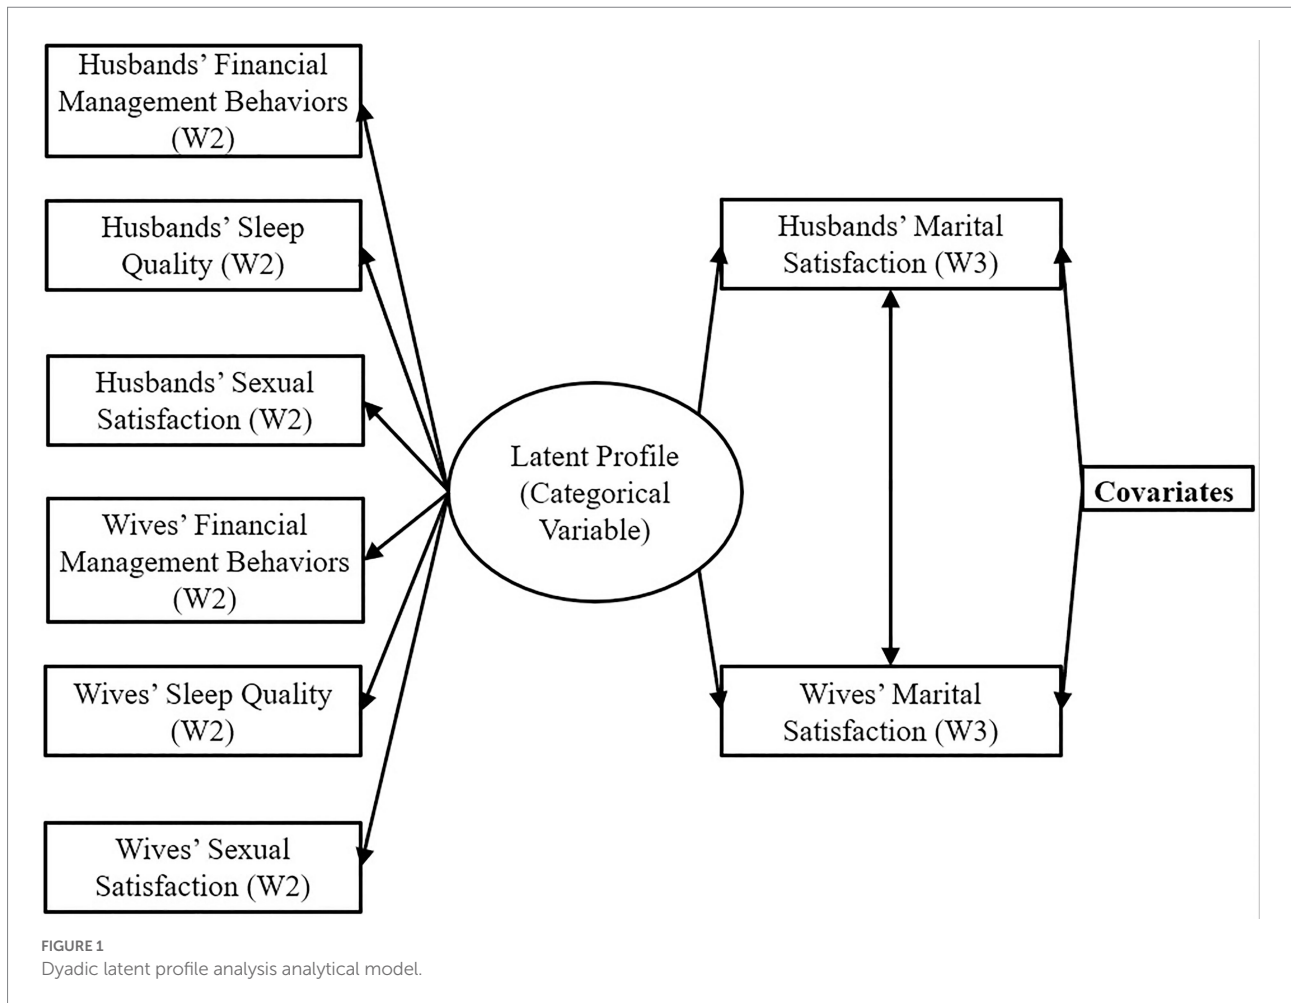 Husbands’ Financial
Management Behaviors
(W2)
Husbands’ Sleep
Quality (W2)
Husbands’ Sexual
Satisfaction (W2)
Wives’ Financial
Management Behaviors
(W2)
Wives’ Sleep Quality
(W2)
Wives’ Sexual
Satisfaction (W2)
Latent Profile
(Categorical
Variable)
Husbands’ Marital
Satisfaction (W3)
Wives’ Marital
Satisfaction (W3)
Covariates
FIGURE 1
Dyadic latent profile analysis analytical model.